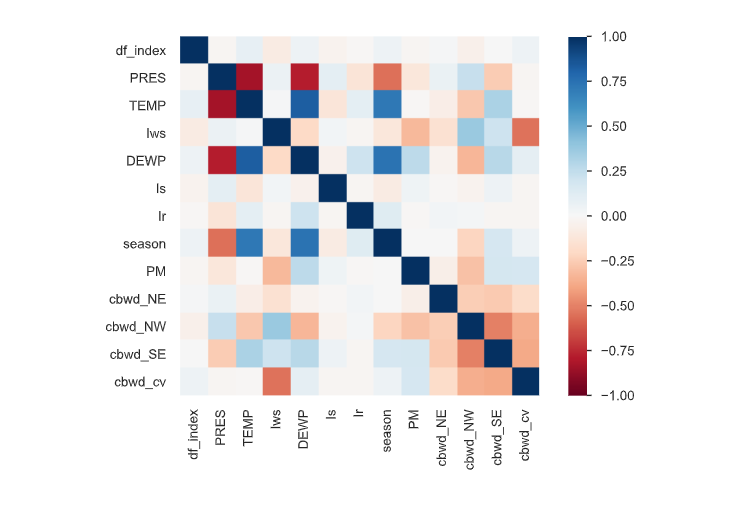 df_index
PRES
TEMP
Iws
DEWP
Is
Ir
season
PM
cbwd_NE
cbwd_NW
cbwd_SE
cbwd_cv
df_index
PRES
TEMP
Iws
DEWP
Is
Ir
season
PM
cbwd_NE
cbwd_NW
cbwd_SE
cbwd_cv
1.00
0.75
0.50
0.25
0.00
−0.25
−0.50
−0.75
−1.00